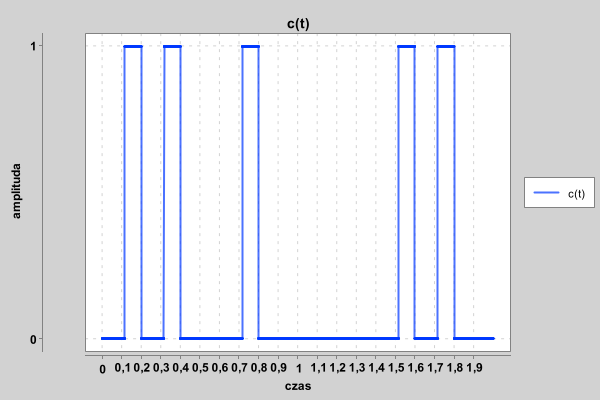 c(t)
1
amplituda
c(t)
0
0 0,1 0,2 0,3 0,4 0,5 0,6 0,7 0,8 0,9 1 1,1 1,2 1,3 1,4 1,5 1,6 1,7 1,8 1,9
czas